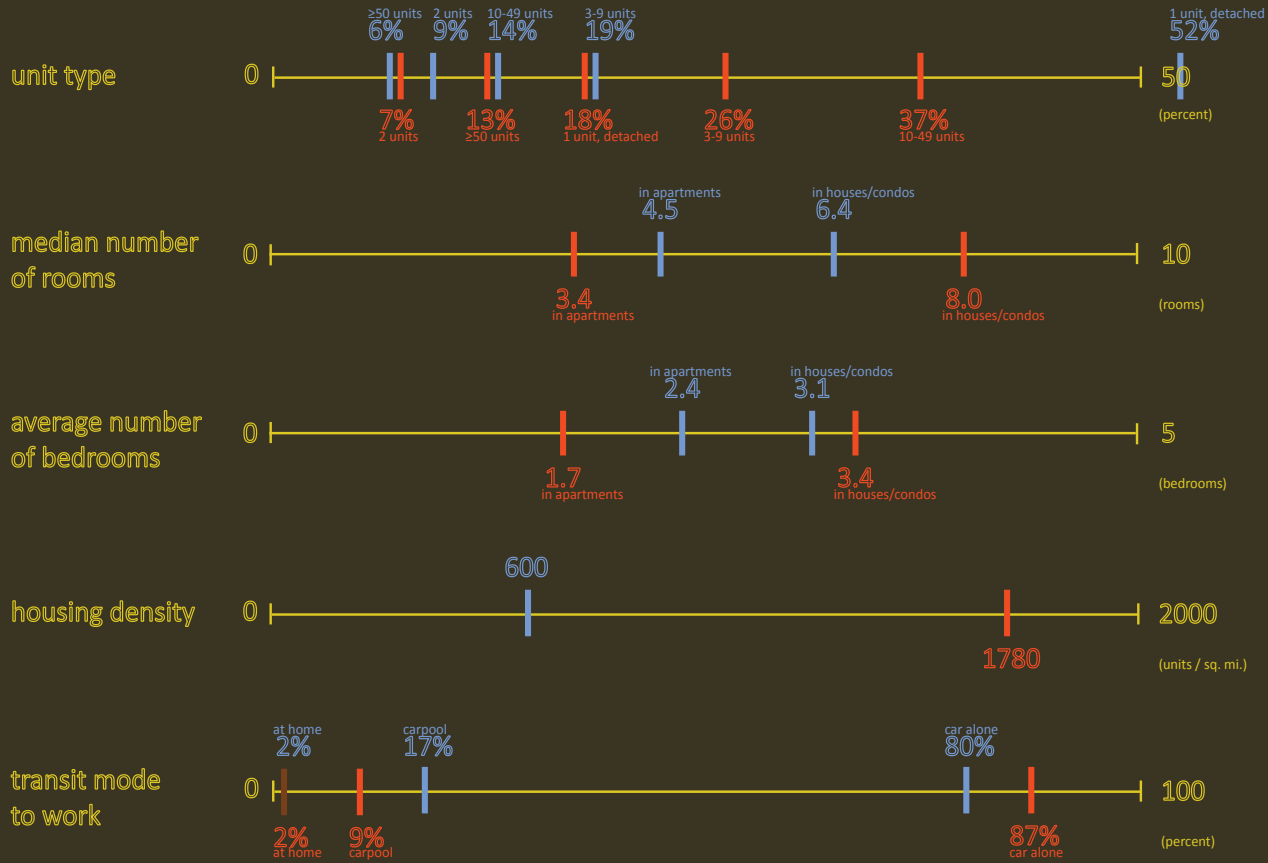 ≥50 units 2 units 10-49 units 3-9 units 1 unit, detached
6% 9% 14% 19% 52%
unit type 0 50
7% 13% 18% 26% 37% (percent)
2 units ≥50 units 1 unit, detached 3-9 units 10-49 units
in apartments in houses/condos
4.5 6.4
median number 0 10
of rooms
3.4 8.0 (rooms)
in apartments in houses/condos
in apartments in houses/condos
2.4 3.1
average number 0 5
of bedrooms
1.7 3.4 (bedrooms)
in apartments in houses/condos
600
housing density 0 2000
1780 (units / sq. mi.)
at home carpool car alone
2% 17% 80%
transit mode 0 100
to work
2% 9% 87% (percent)
at home carpool car alone